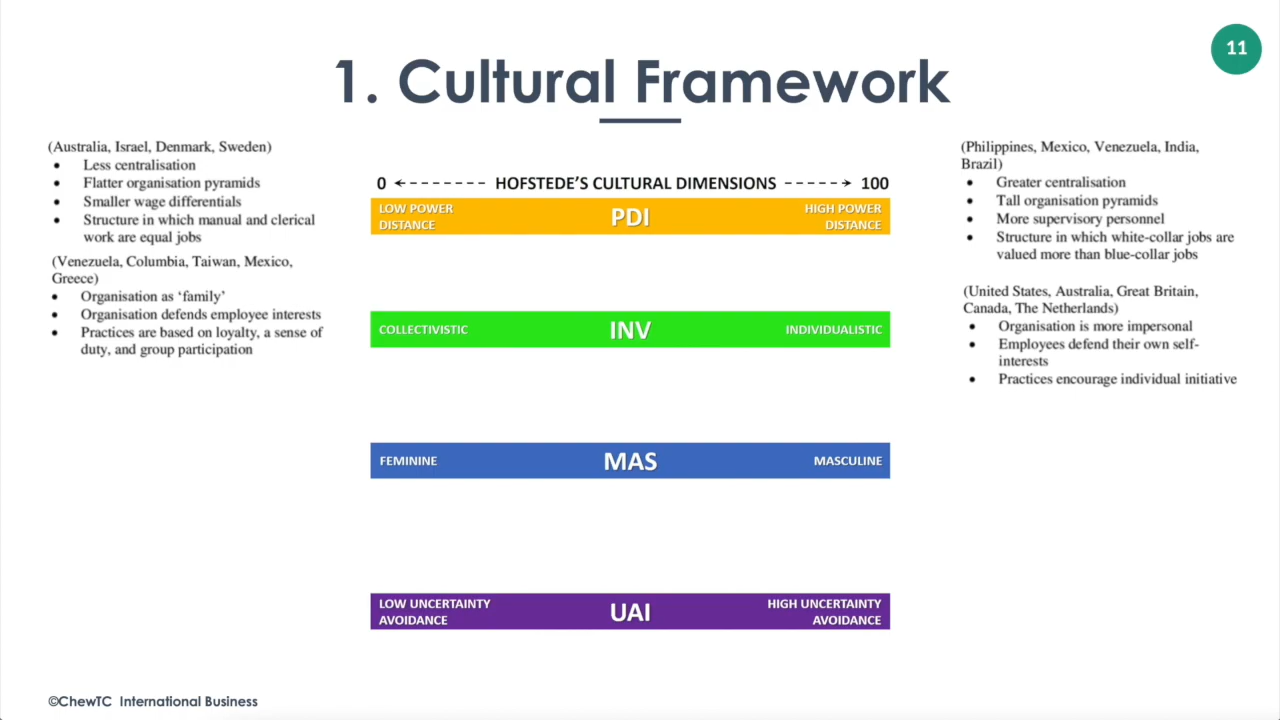 11
1. Cultural Framework
(Australia, Israel, Denmark, Sweden)
• Less centralisation
• Flatter organisation pyramids
• Smaller wage differentials
• Structure in which manual and clerical
work are equal jobs
(Venezuela, Columbia, Taiwan, Mexico,
Greece)
• Organisation as ‘family’
• Organisation defends employee interests
• Practices are based on loyalty, a sense of
duty, and group participation
0 HOFSTEDE’S CULTURAL DIMENSIONS 100
LOW POWER
DISTANCE
PDI
HIGH POWER
DISTANCE
COLLECTIVISTIC INV INDIVIDUALISTIC
FEMININE MAS MASCULINE
LOW UNCERTAINTY
AVOIDANCE
UAI
HIGH UNCERTAINTY
AVOIDANCE
(Philippines, Mexico, Venezuela, India,
Brazil)
• Greater centralisation
• Tall organisation pyramids
• More supervisory personnel
• Structure in which white-collar jobs are
valued more than blue-collar jobs
(United States, Australia, Great Britain,
Canada, The Netherlands)
• Organisation is more impersonal
• Employees defend their own self-
interests
• Practices encourage individual initiative
©ChewTC International Business